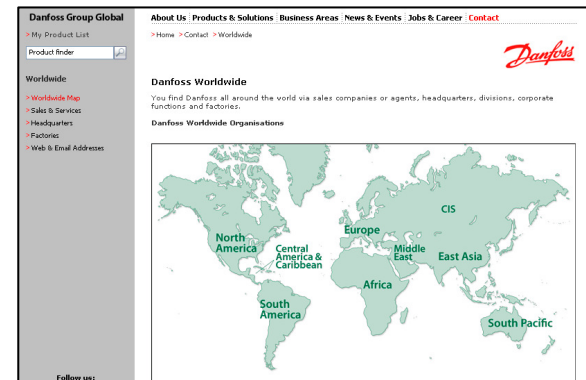 Danfoss Group Global
About Us Products & Solutions Business Areas News & Events Jobs & Career Contact
>My Product List
>Home >Contact >Worldwide
Product finder
Danfoss
Worldwide
Danfoss Worldwide
>Worldwide Map
>Sales & Services
>Headquarters
>Factories
>Web & Email Addresses
You find Danfoss all around the world via sales companies or agents, headquarters, divisions, corporate
functions and factories.
Danfoss Worldwide Organisations
CIS
Europe
North
America
Central
America &
Caribbean
Middle
East
East Asia
Africa
South
America
South Pacific
Follow us: